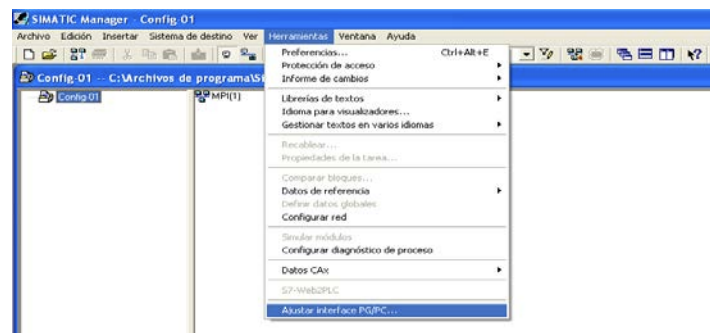 SIMATIC Manager - Config-01
Archivo Edición Insertar Sistema de destino Ver Herramientas Ventana Ayuda
Config-01 -- C:\Archivos de programa\Si
Config-01
MPI(1)
Preferencias... Ctrl+Alt+E
Protección de acceso
Informe de cambios
Librerías de textos
Idioma para visualizadores...
Gestionar textos en varios idiomas
Recablear...
Propiedades de la tarea...
Comparar bloques...
Datos de referencia
Definir datos globales
Configurar red
Simular módulos
Configurar diagnóstico de proceso
Datos CAx
S7-Web2PLC
Ajustar interface PG/PC...